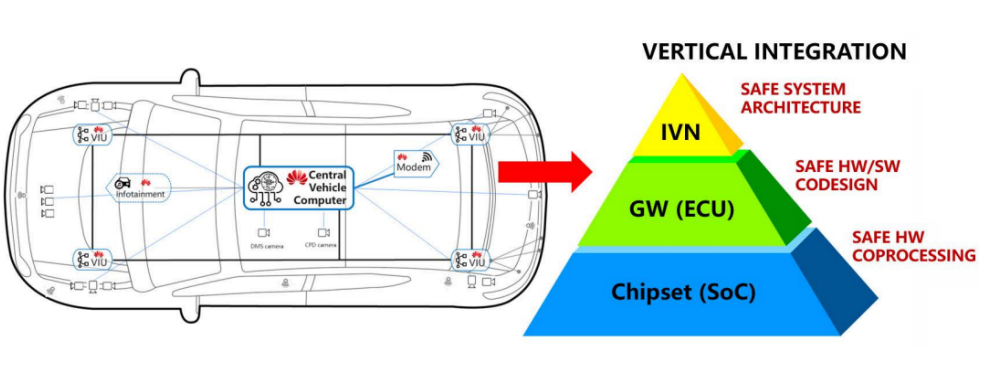 VERTICAL INTEGRATION
SAFE SYSTEM
ARCHITECTURE
IVN
SAFE HW/SW
CODESIGN
GW (ECU)
SAFE HW
COPROCESSING
Chipset (SoC)
VIU
VIU
Modem
Infotainment
Central
Vehicle
Computer
DMS camera
CPD camera
VIU
VIU